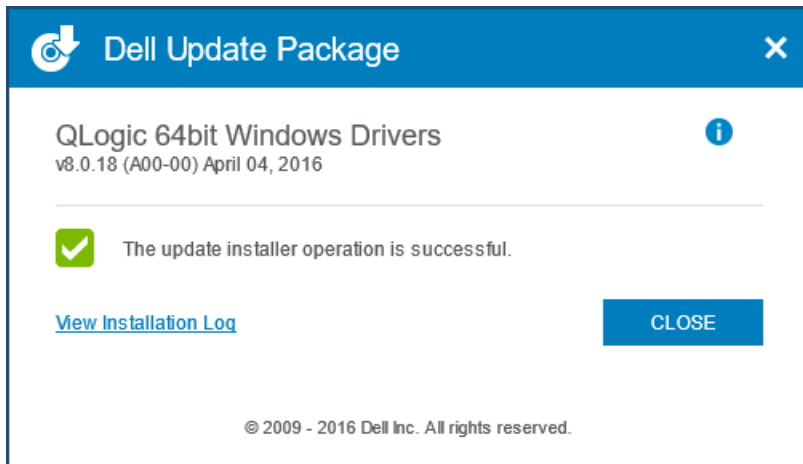 Dell Update Package
QLogic 64bit Windows Drivers
v8.0.18 (A00-00) April 04, 2016
The update installer operation is successful.
View Installation Log
CLOSE
© 2009 - 2016 Dell Inc. All rights reserved.